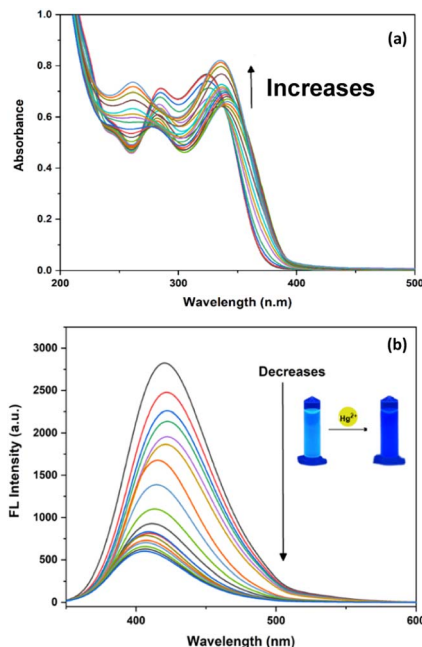 (a)
Increases
Absorbance
1.0
0.8
0.6
0.4
0.2
0.0
200
300
400
500
Wavelength (n.m)
(b)
Decreases
Hg²⁺
FL Intensity (a.u.)
3000
2500
2000
1500
1000
500
0
400
500
600
Wavelength (nm)